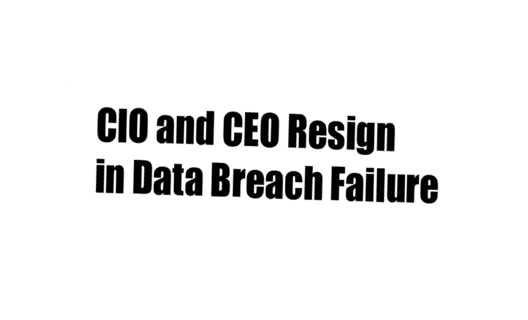 CIO and CEO Resign
in Data Breach Failure